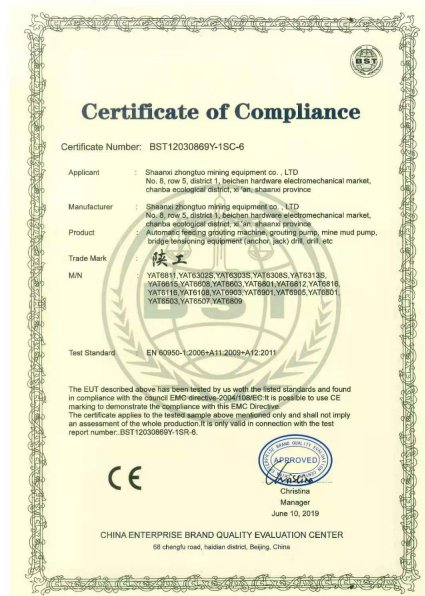 BST
Certificate of Compliance
Certificate Number: BST12030869Y-1SC-6
Applicant : Shaanxi zhongtuo mining equipment co. , LTD
No. 8, row 5, district 1, beichen hardware electromechanical market,
chanba ecological district, xi 'an, shaanxi province
Manufacturer : Shaanxi zhongtuo mining equipment co. , LTD
No. 8, row 5, district 1, beichen hardware electromechanical market,
chanba ecological district, xi 'an, shaanxi province
Product : Automatic feeding grouting machine, grouting pump, mine mud pump,
bridge tensioning equipment (anchor, jack) drill, drill, etc
Trade Mark : 陕工
M/N : YAT6811,YAT6302S,YAT6303S,YAT6308S,YAT6313S,
YAT6615,YAT6608,YAT6603,YAT6801,YAT6812,YAT6816,
YAT6116,YAT6108,YAT6903,YAT6901,YAT6905,YAT6501,
YAT6503,YAT6507,YAT6809
BST
Test Standard : EN 60950-1:2006+A11:2009+A12:2011
The EUT described above has been tested by us woth the listed standards and found
in compliance with the council EMC directive-2004/108/EC.It is possible to use CE
marking to demonstrate the compliance with this EMC Directive.
The certificate applies to the tested sample above mentioned only and shall not imply
an assessment of the whole production.It is only valid in connection with the test
report number:.BST12030869Y-1SR-6.
APPROVED
CE
Christina
Christina
Manager
June 10, 2019
CHINA ENTERPRISE BRAND QUALITY EVALUATION CENTER
68 chengfu road, haidian district, Beijing, China